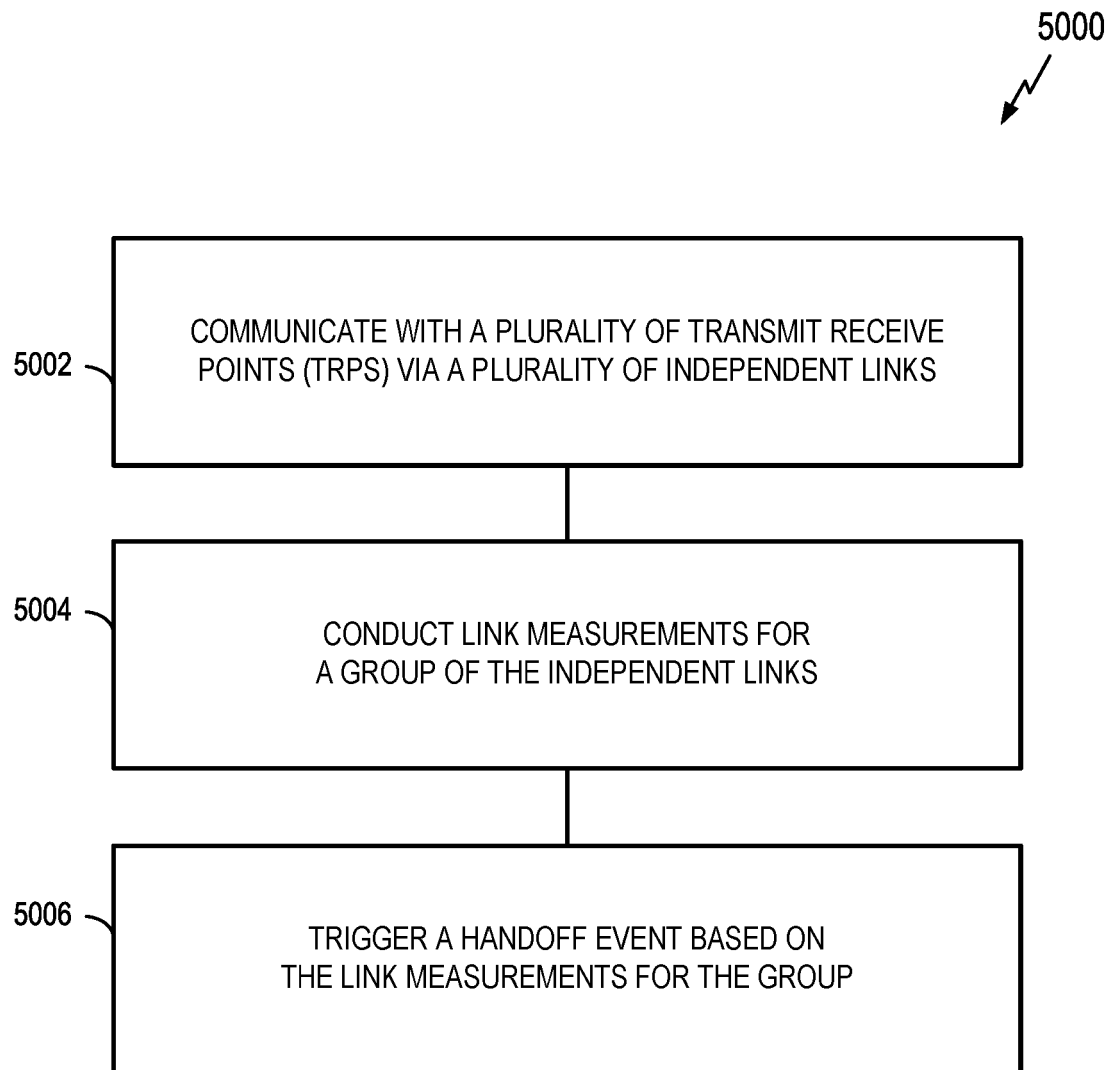 5000
5002
COMMUNICATE WITH A PLURALITY OF TRANSMIT RECEIVE
POINTS (TRPS) VIA A PLURALITY OF INDEPENDENT LINKS
5004
CONDUCT LINK MEASUREMENTS FOR
A GROUP OF THE INDEPENDENT LINKS
5006
TRIGGER A HANDOFF EVENT BASED ON
THE LINK MEASUREMENTS FOR THE GROUP